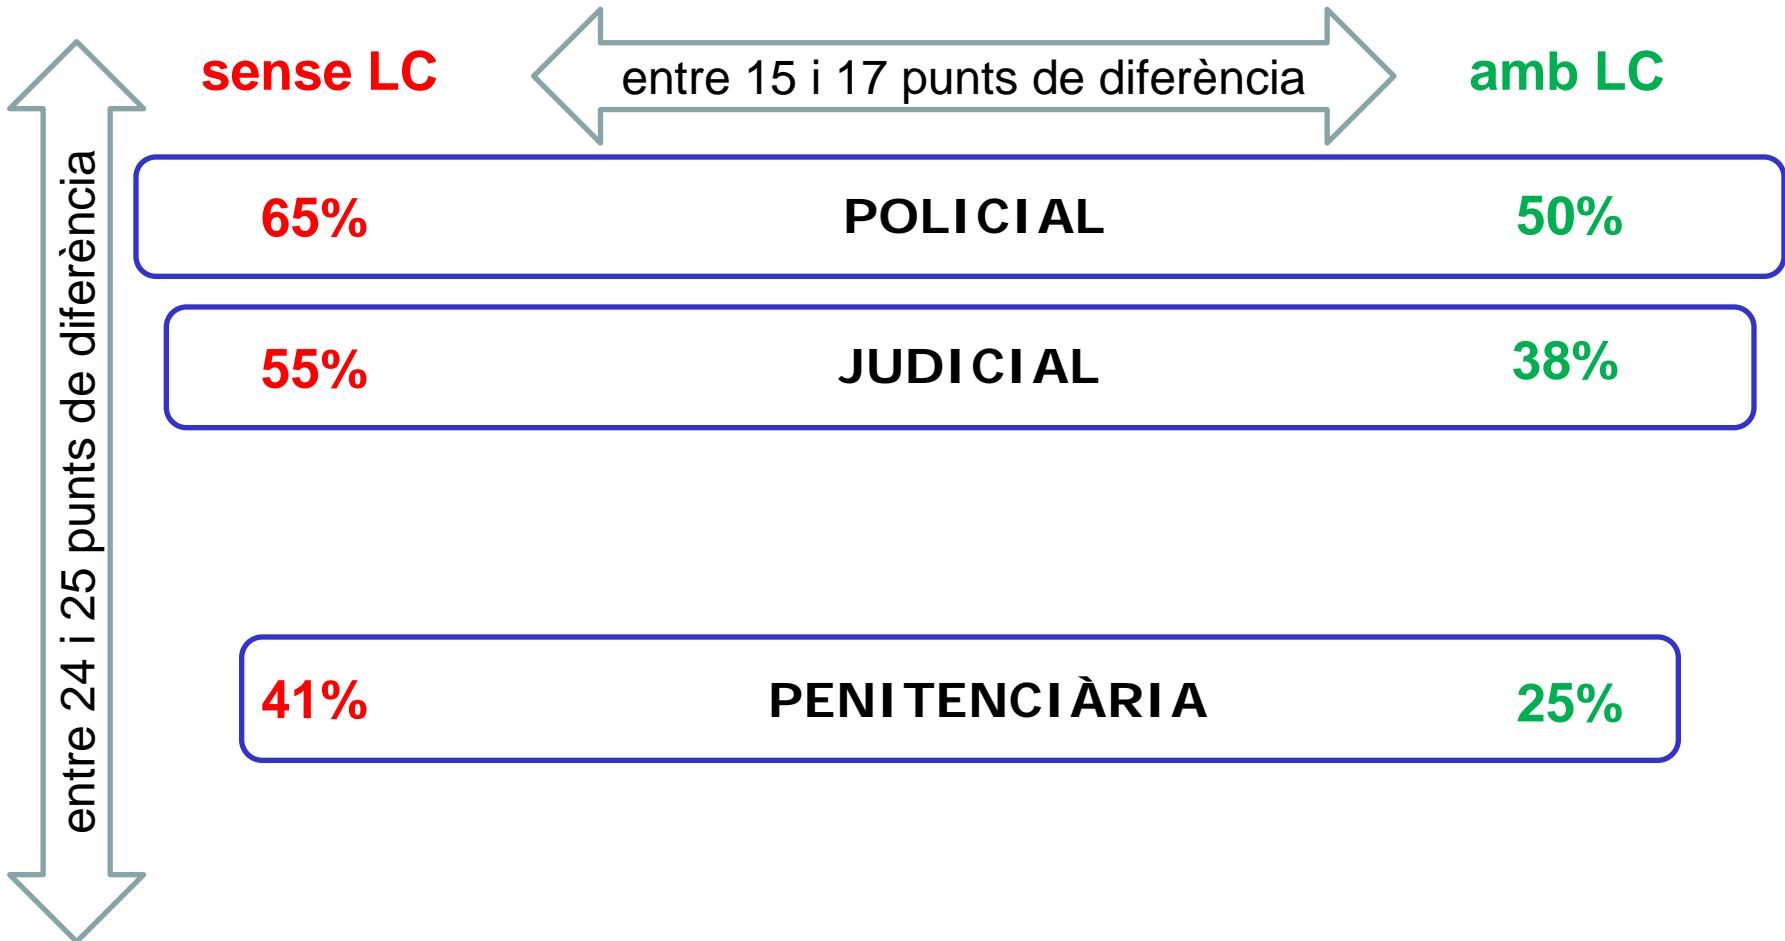 sense LC
entre 15 i 17 punts de diferència
amb LC
entre 24 i 25 punts de diferència
65% POLICIAL 50%
55% JUDICIAL 38%
41% PENITENCIÀRIA 25%